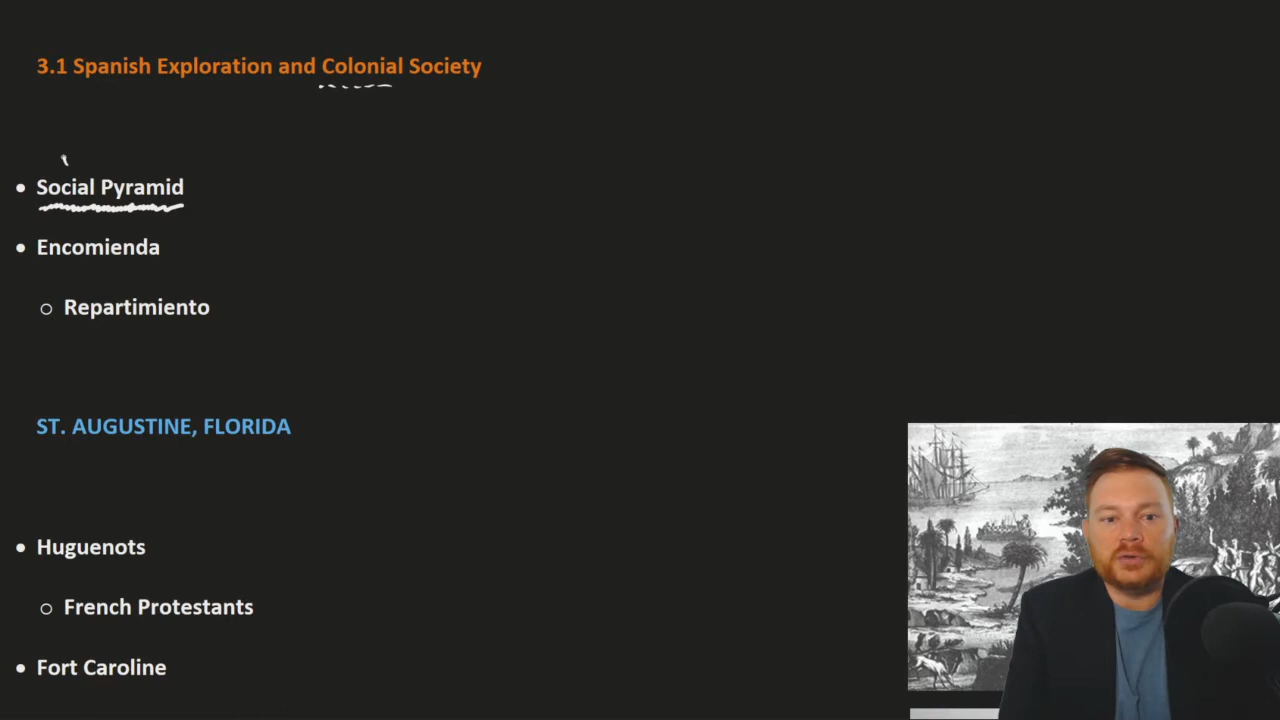 3.1 Spanish Exploration and Colonial Society
• Social Pyramid
• Encomienda
○ Repartimiento
ST. AUGUSTINE, FLORIDA
• Huguenots
○ French Protestants
• Fort Caroline